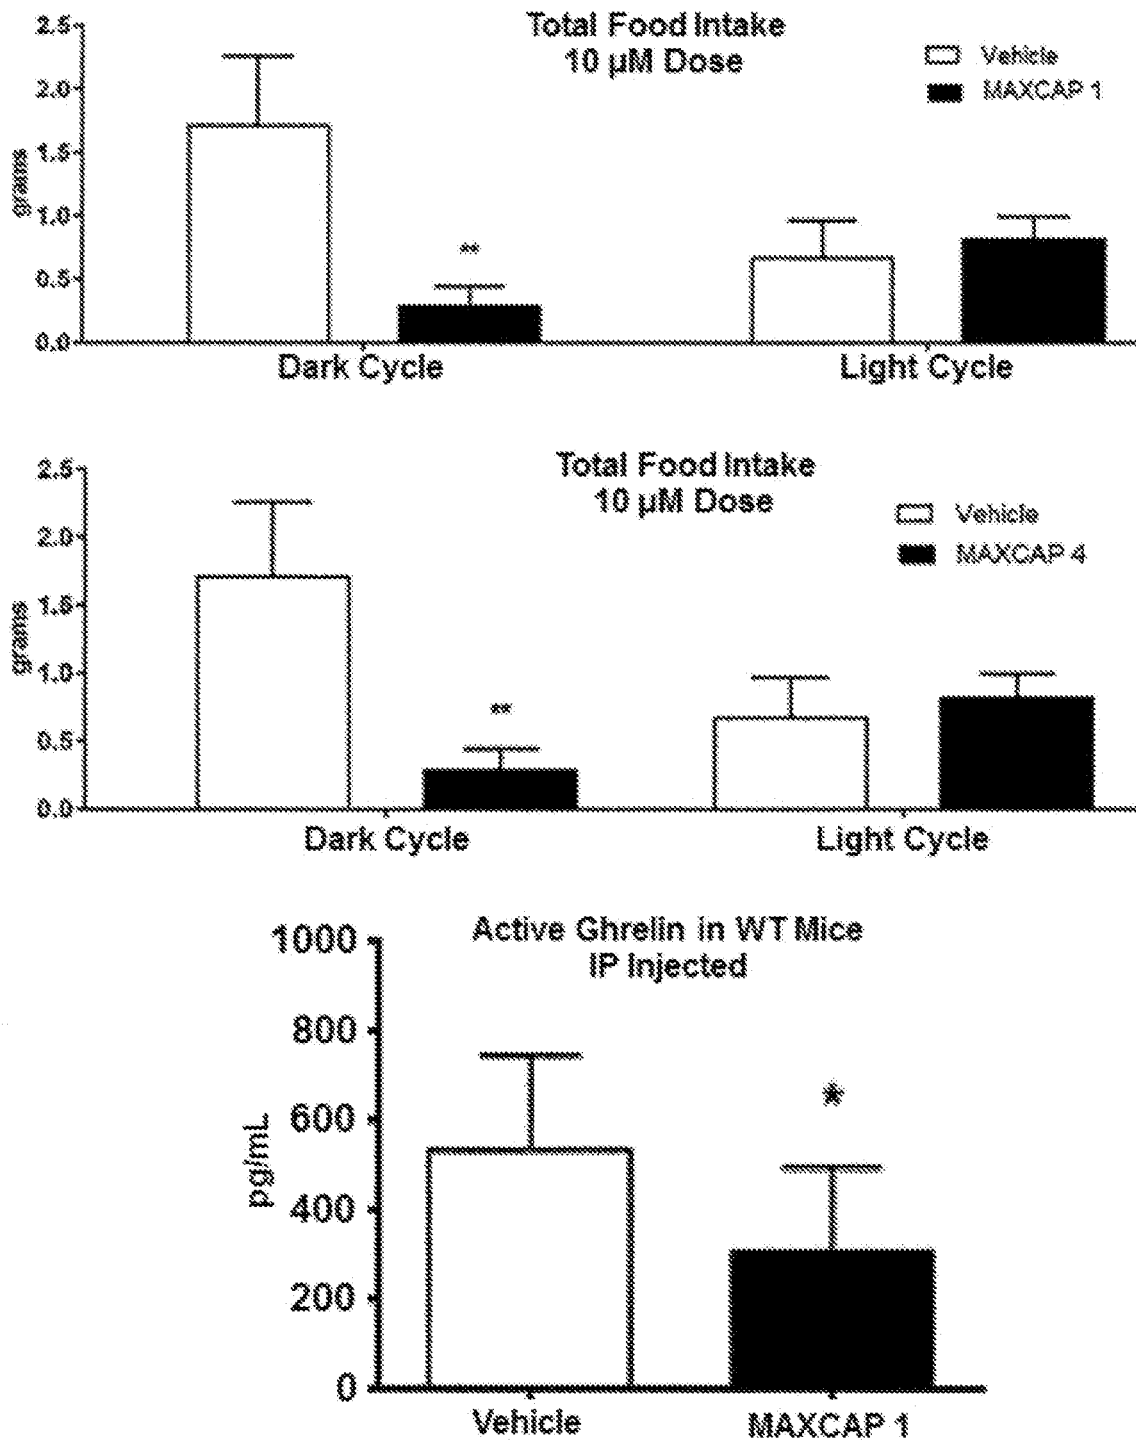 Total Food Intake
10 µM Dose
Vehicle
MAXCAP 1
grams
2.5
2.0
1.5
1.0
0.5
0.0
**
Dark Cycle
Light Cycle
Total Food Intake
10 µM Dose
Vehicle
MAXCAP 4
grams
2.5
2.0
1.5
1.0
0.5
0.0
**
Dark Cycle
Light Cycle
Active Ghrelin in WT Mice
IP Injected
pg/mL
1000
800
600
400
200
0
*
Vehicle
MAXCAP 1